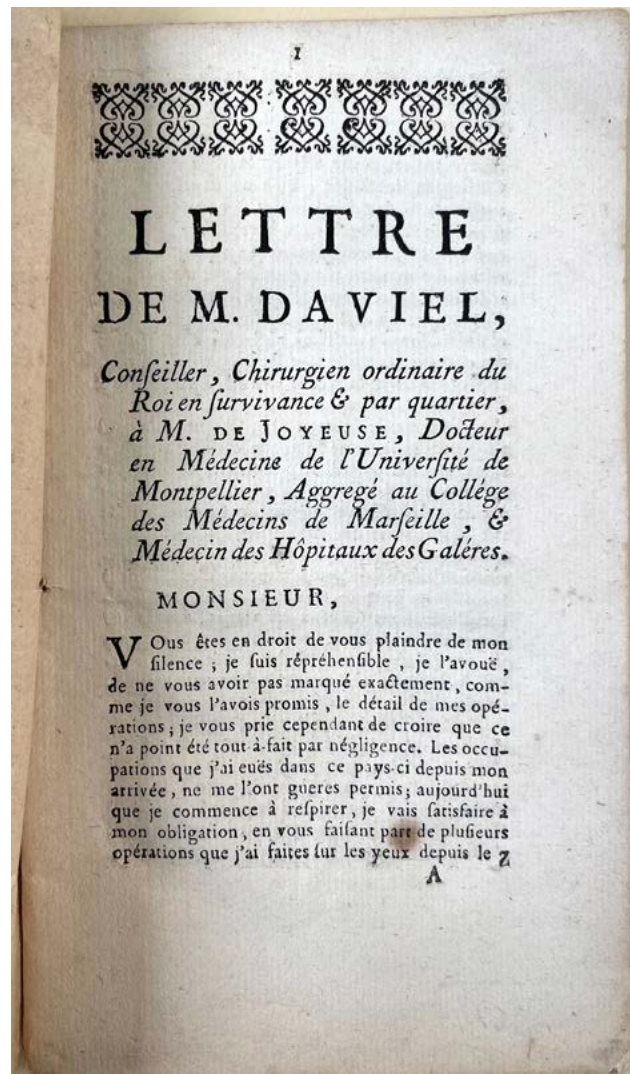 1
LETTRE
DE M. DAVIEL,
Conſeiller, Chirurgien ordinaire du
Roi en ſurvivance & par quartier,
à M. DE JOYEUSE, Docteur
en Médecine de l'Univerſité de
Montpellier, Aggregé au Collége
des Médecins de Marſeille, &
Médecin des Hôpitaux des Galéres.
MONSIEUR,
VOus êtes en droit de vous plaindre de mon
ſilence ; je ſuis répréhenſible, je l'avouë,
de ne vous avoir pas marqué exactement, com-
me je vous l'avois promis, le détail de mes opé-
rations ; je vous prie cependant de croire que ce
n'a point été tout-à-fait par négligence. Les occu-
pations que j'ai euës dans ce pays-ci depuis mon
arrivée, ne me l'ont gueres permis ; aujourd'hui
que je commence à reſpirer, je vais ſatisfaire à
mon obligation, en vous faiſant part de pluſieurs
opérations que j'ai faites ſur les yeux depuis le 7
A